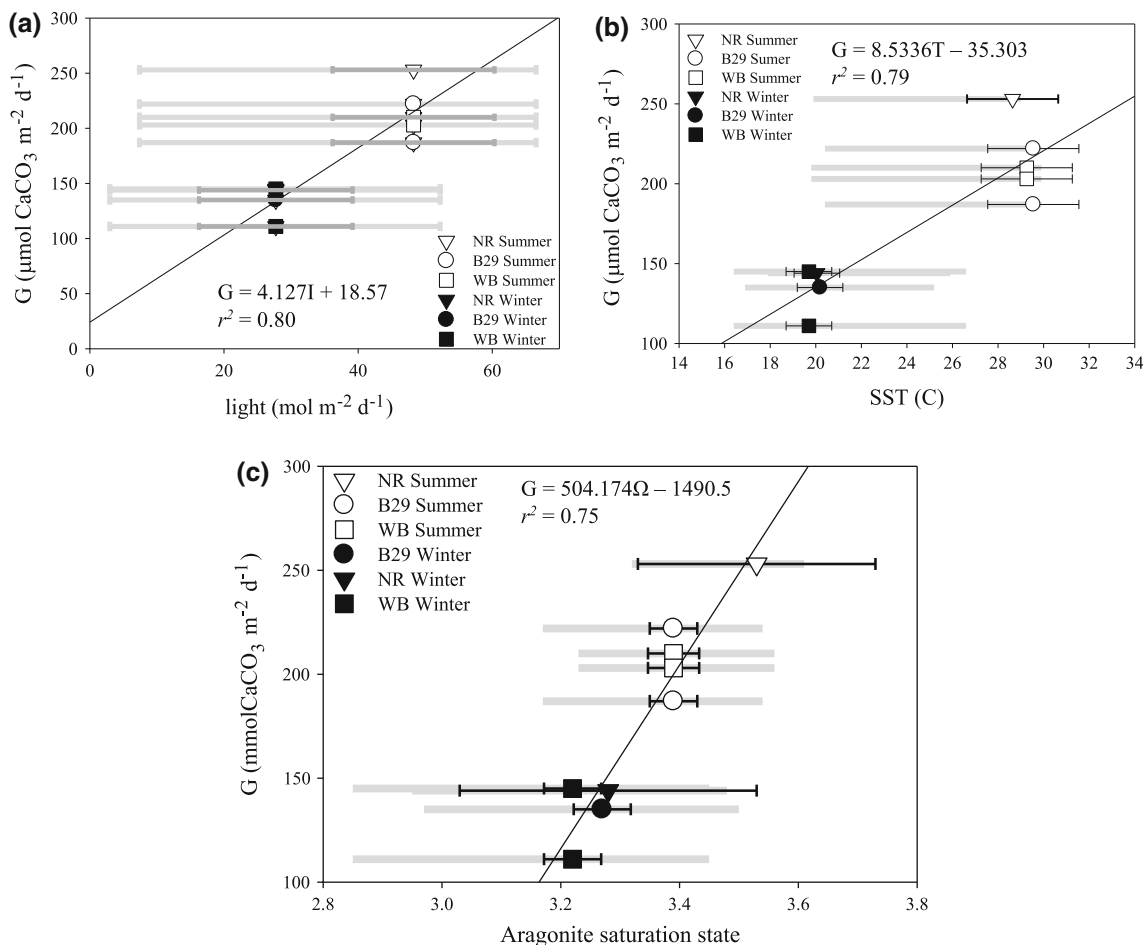 (a)
300
250
200
150
100
50
0
G (μmol CaCO₃ m⁻² d⁻¹)
NR Summer
B29 Summer
WB Summer
NR Winter
B29 Winter
WB Winter
G = 4.127I + 18.57
r² = 0.80
0 20 40 60
light (mol m⁻² d⁻¹)
(b)
300
250
200
150
100
G (μmol CaCO₃ m⁻² d⁻¹)
NR Summer
B29 Sumer
WB Summer
NR Winter
B29 Winter
WB Winter
G = 8.5336T – 35.303
r² = 0.79
14 16 18 20 22 24 26 28 30 32 34
SST (C)
(c)
300
250
200
150
100
G (mmolCaCO₃ m⁻² d⁻¹)
NR Summer
B29 Summer
WB Summer
B29 Winter
NR Winter
WB Winter
G = 504.174Ω – 1490.5
r² = 0.75
2.8 3.0 3.2 3.4 3.6 3.8
Aragonite saturation state